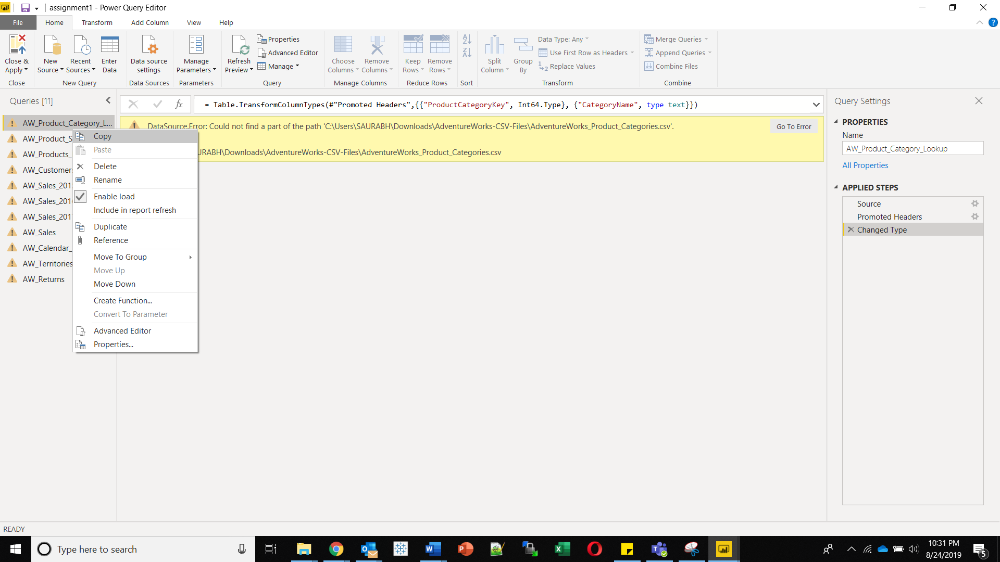 assignment1 - Power Query Editor
File Home Transform Add Column View Help
?
Close & Apply
Close
New Source
Recent Sources
Enter Data
New Query
Data source settings
Data Sources
Manage Parameters
Parameters
Refresh Preview
Properties
Advanced Editor
Manage
Query
Choose Columns
Remove Columns
Manage Columns
Keep Rows
Remove Rows
Reduce Rows
A Z
Z A
Sort
Split Column
Group By
Data Type: Any
Use First Row as Headers
1 2 Replace Values
Transform
Merge Queries
Append Queries
Combine Files
Combine
Queries [11]
AW_Product_Category_L...
AW_Product_S
AW_Products_
AW_Customer
AW_Sales_201
AW_Sales_201
AW_Sales_201
AW_Sales
AW_Calendar_
AW_Territories
AW_Returns
fx
= Table.TransformColumnTypes(#"Promoted Headers",{{"ProductCategoryKey", Int64.Type}, {"CategoryName", type text}})
DataSource.Error: Could not find a part of the path 'C:\Users\SAURABH\Downloads\AdventureWorks-CSV-Files\AdventureWorks_Product_Categories.csv'.
Go To Error
URABH\Downloads\AdventureWorks-CSV-Files\AdventureWorks_Product_Categories.csv
Copy
Paste
Delete
Rename
Enable load
Include in report refresh
Duplicate
Reference
Move To Group
Move Up
Move Down
Create Function...
Convert To Parameter
Advanced Editor
Properties...
Query Settings
PROPERTIES
Name
AW_Product_Category_Lookup
All Properties
APPLIED STEPS
Source
Promoted Headers
Changed Type
READY
Type here to search
10:31 PM
8/24/2019
5